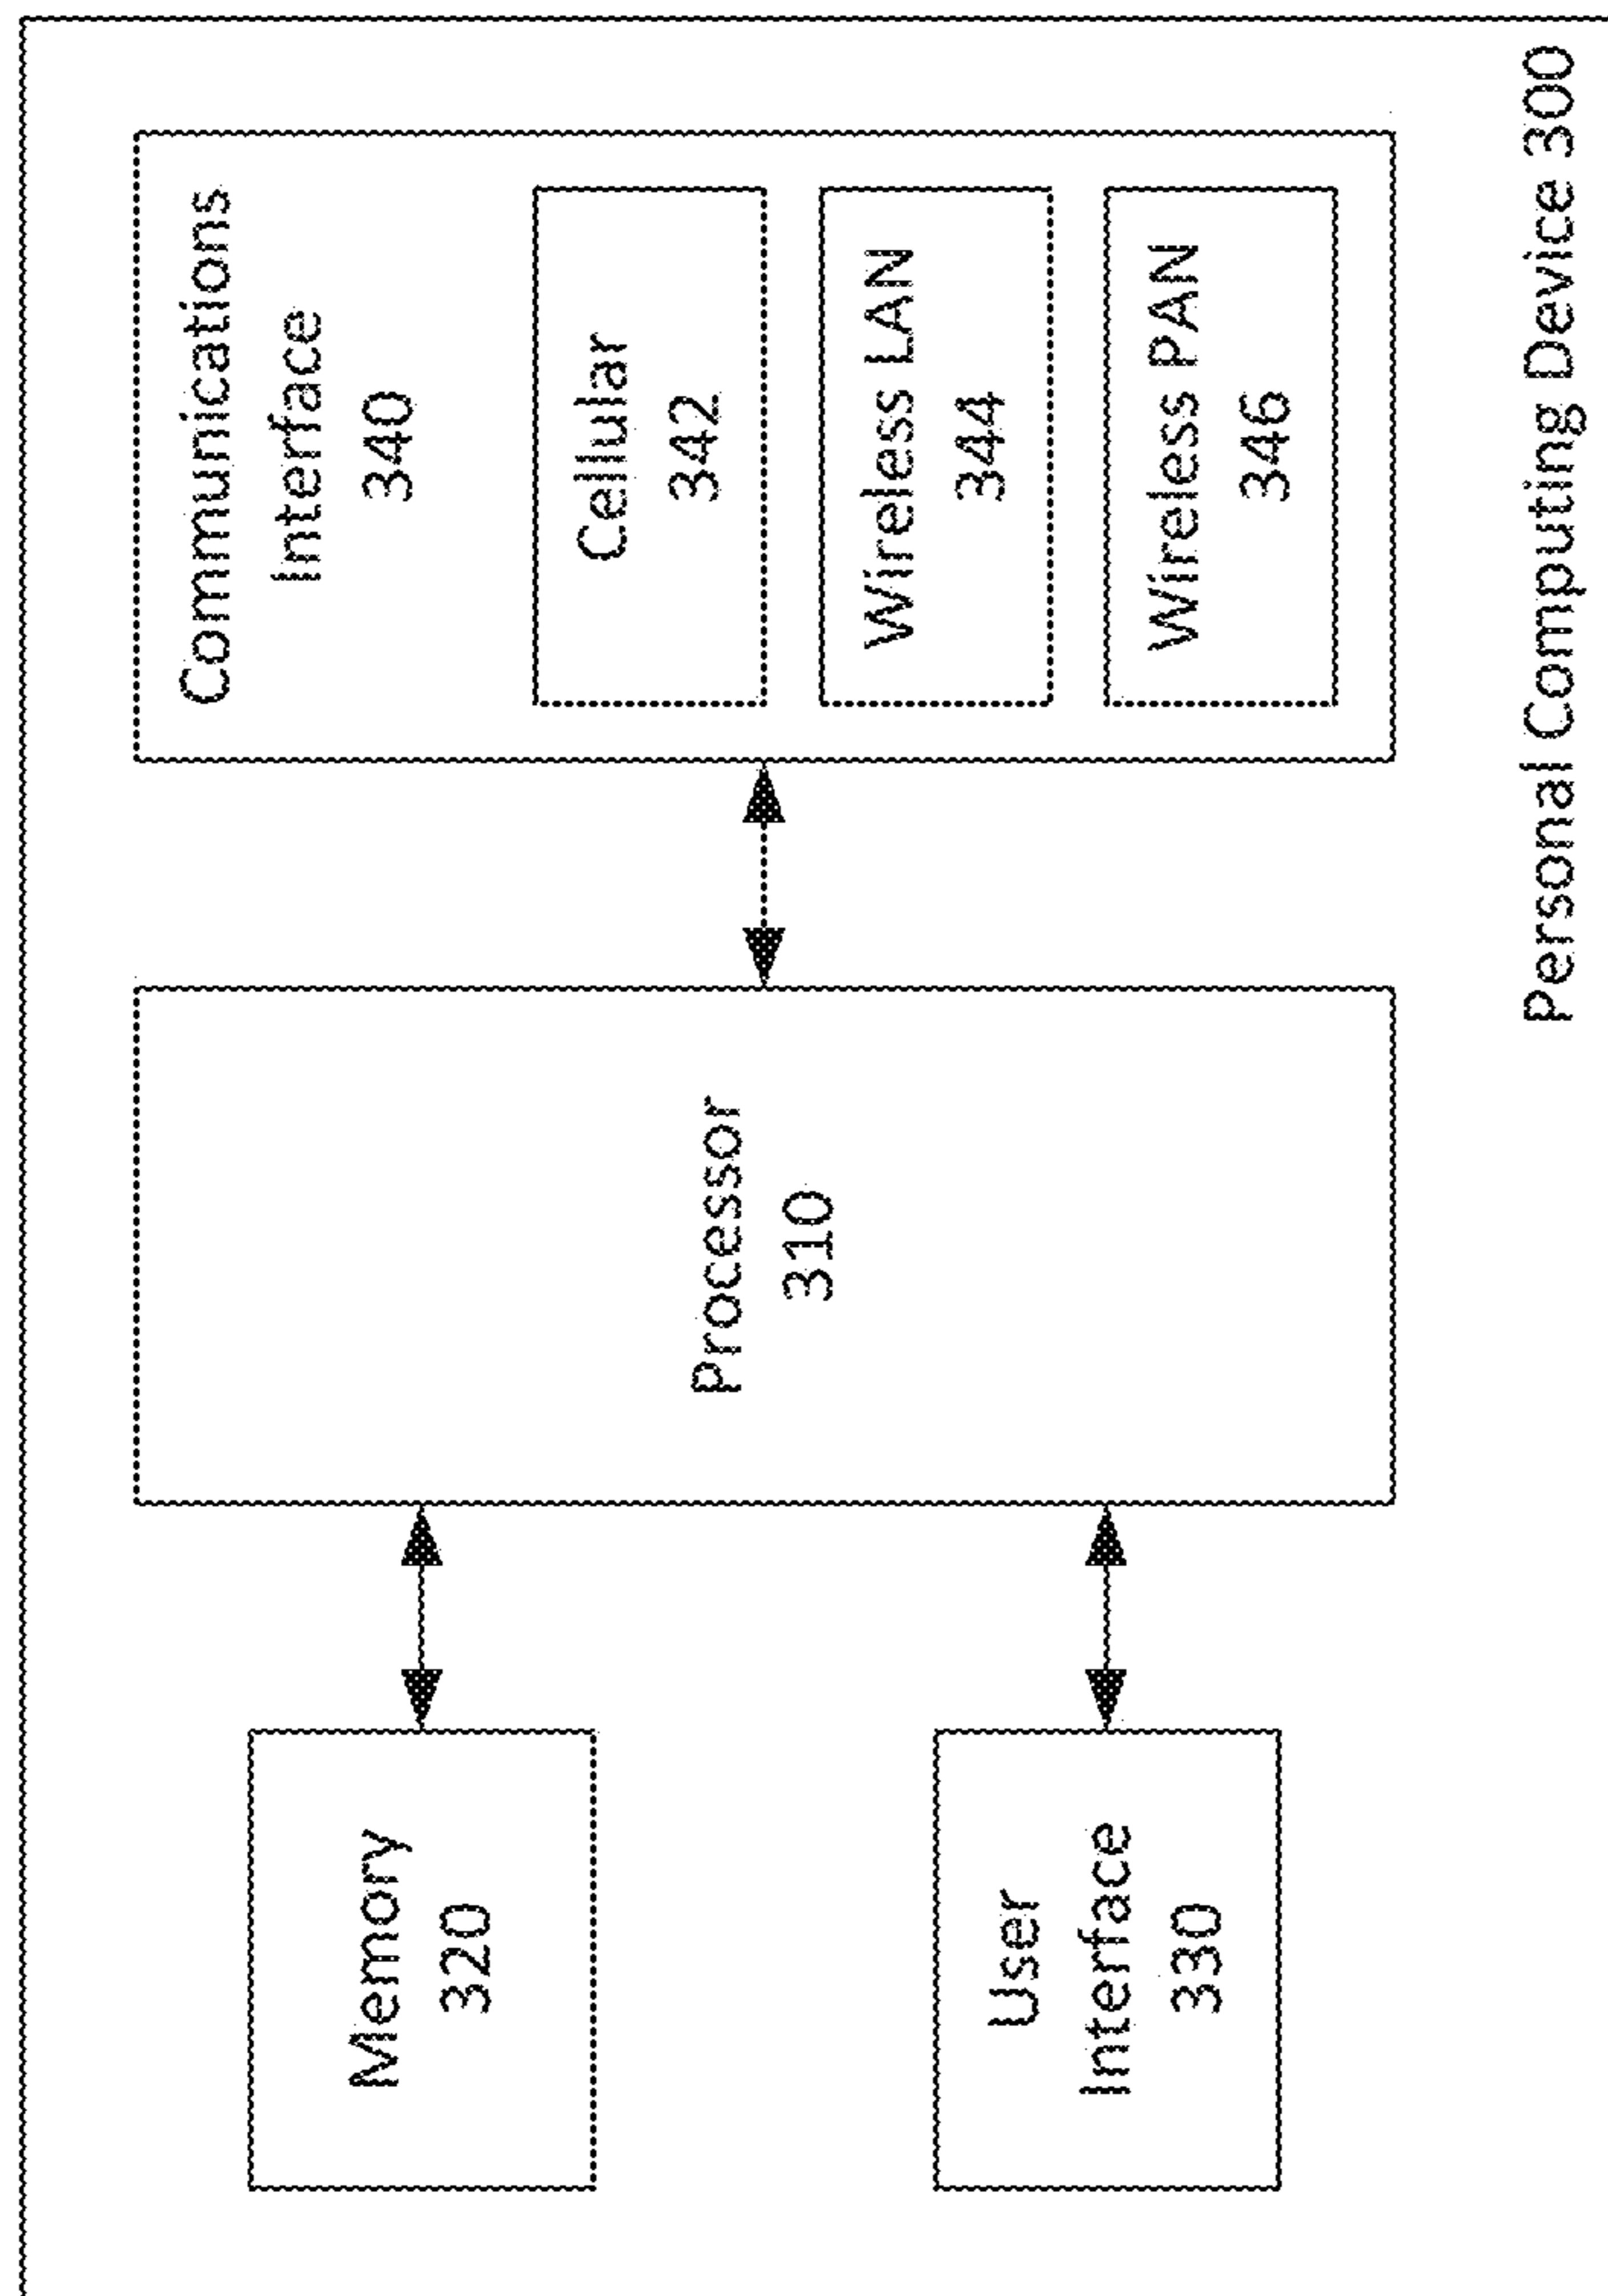 Memory
320
User
Interface
330
Processor
310
Communications
Interface
340
Cellular
342
Wireless LAN
344
Wireless PAN
346
Personal Computing Device 300